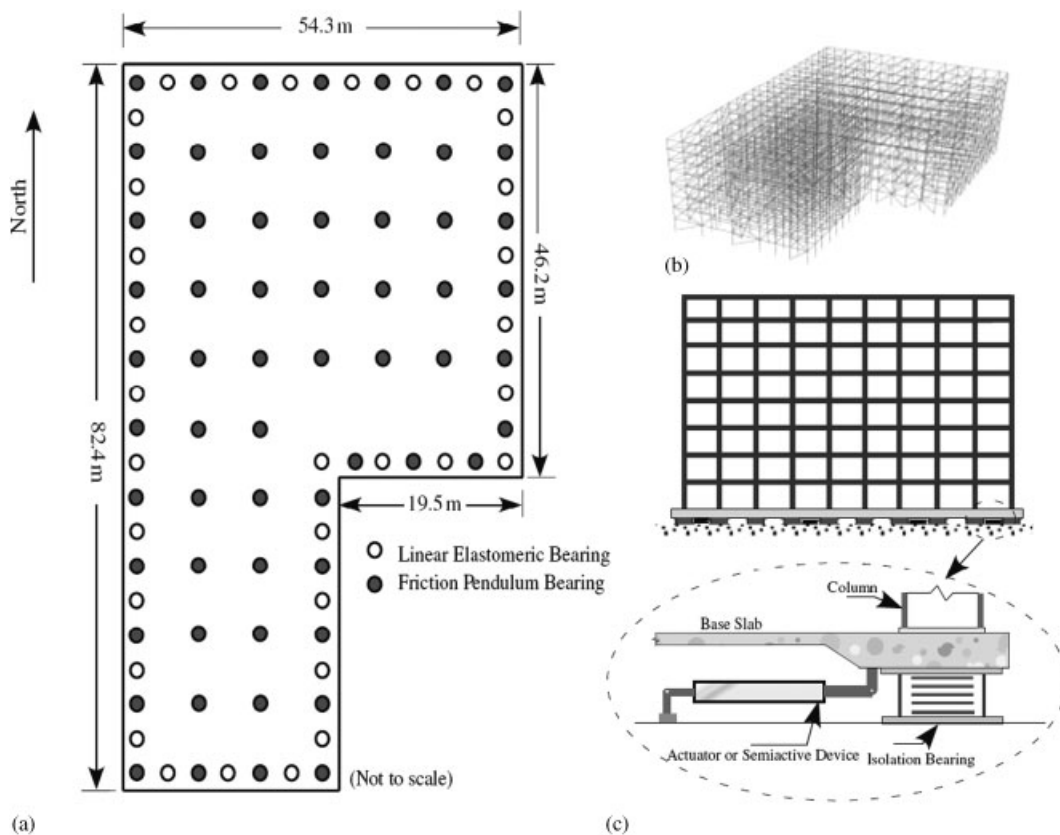 54.3 m
North
82.4 m
46.2 m
19.5 m
Linear Elastomeric Bearing
Friction Pendulum Bearing
(Not to scale)
(a)
(b)
Column
Base Slab
Actuator or Semiactive Device
Isolation Bearing
(c)